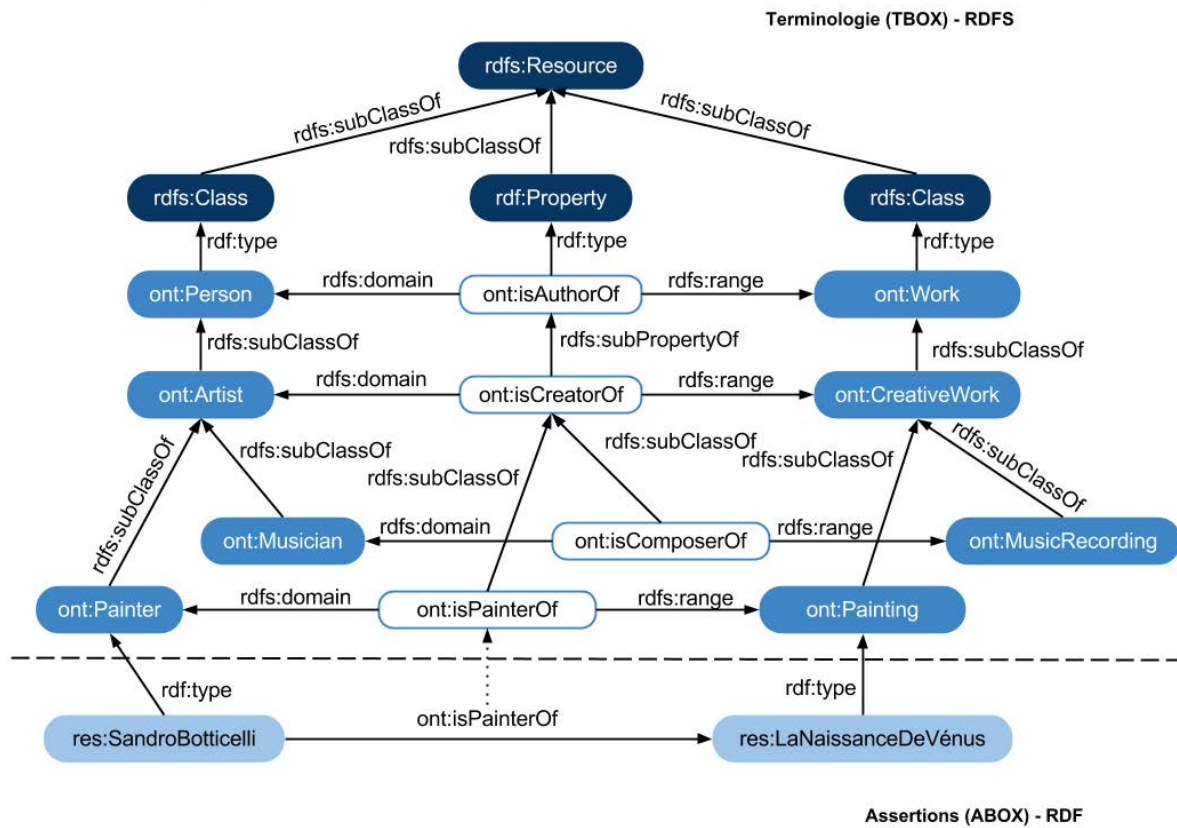 Terminologie (TBOX) - RDFS
rdfs:Resource
rdfs:subClassOf
rdfs:subClassOf
rdfs:subClassOf
rdfs:Class
rdf:Property
rdfs:Class
rdf:type
rdf:type
rdf:type
ont:Person
rdfs:domain
ont:isAuthorOf
rdfs:range
ont:Work
rdfs:subClassOf
rdfs:subPropertyOf
rdfs:subClassOf
ont:Artist
rdfs:domain
ont:isCreatorOf
rdfs:range
ont:CreativeWork
rdfs:subClassOf
rdfs:subClassOf
rdfs:subClassOf
rdfs:subClassOf
rdfs:subClassOf
rdfs:subClassOf
ont:Musician
rdfs:domain
ont:isComposerOf
rdfs:range
ont:MusicRecording
ont:Painter
rdfs:domain
ont:isPainterOf
rdfs:range
ont:Painting
rdf:type
rdf:type
res:SandroBotticelli
ont:isPainterOf
res:LaNaissanceDeVénus
Assertions (ABOX) - RDF